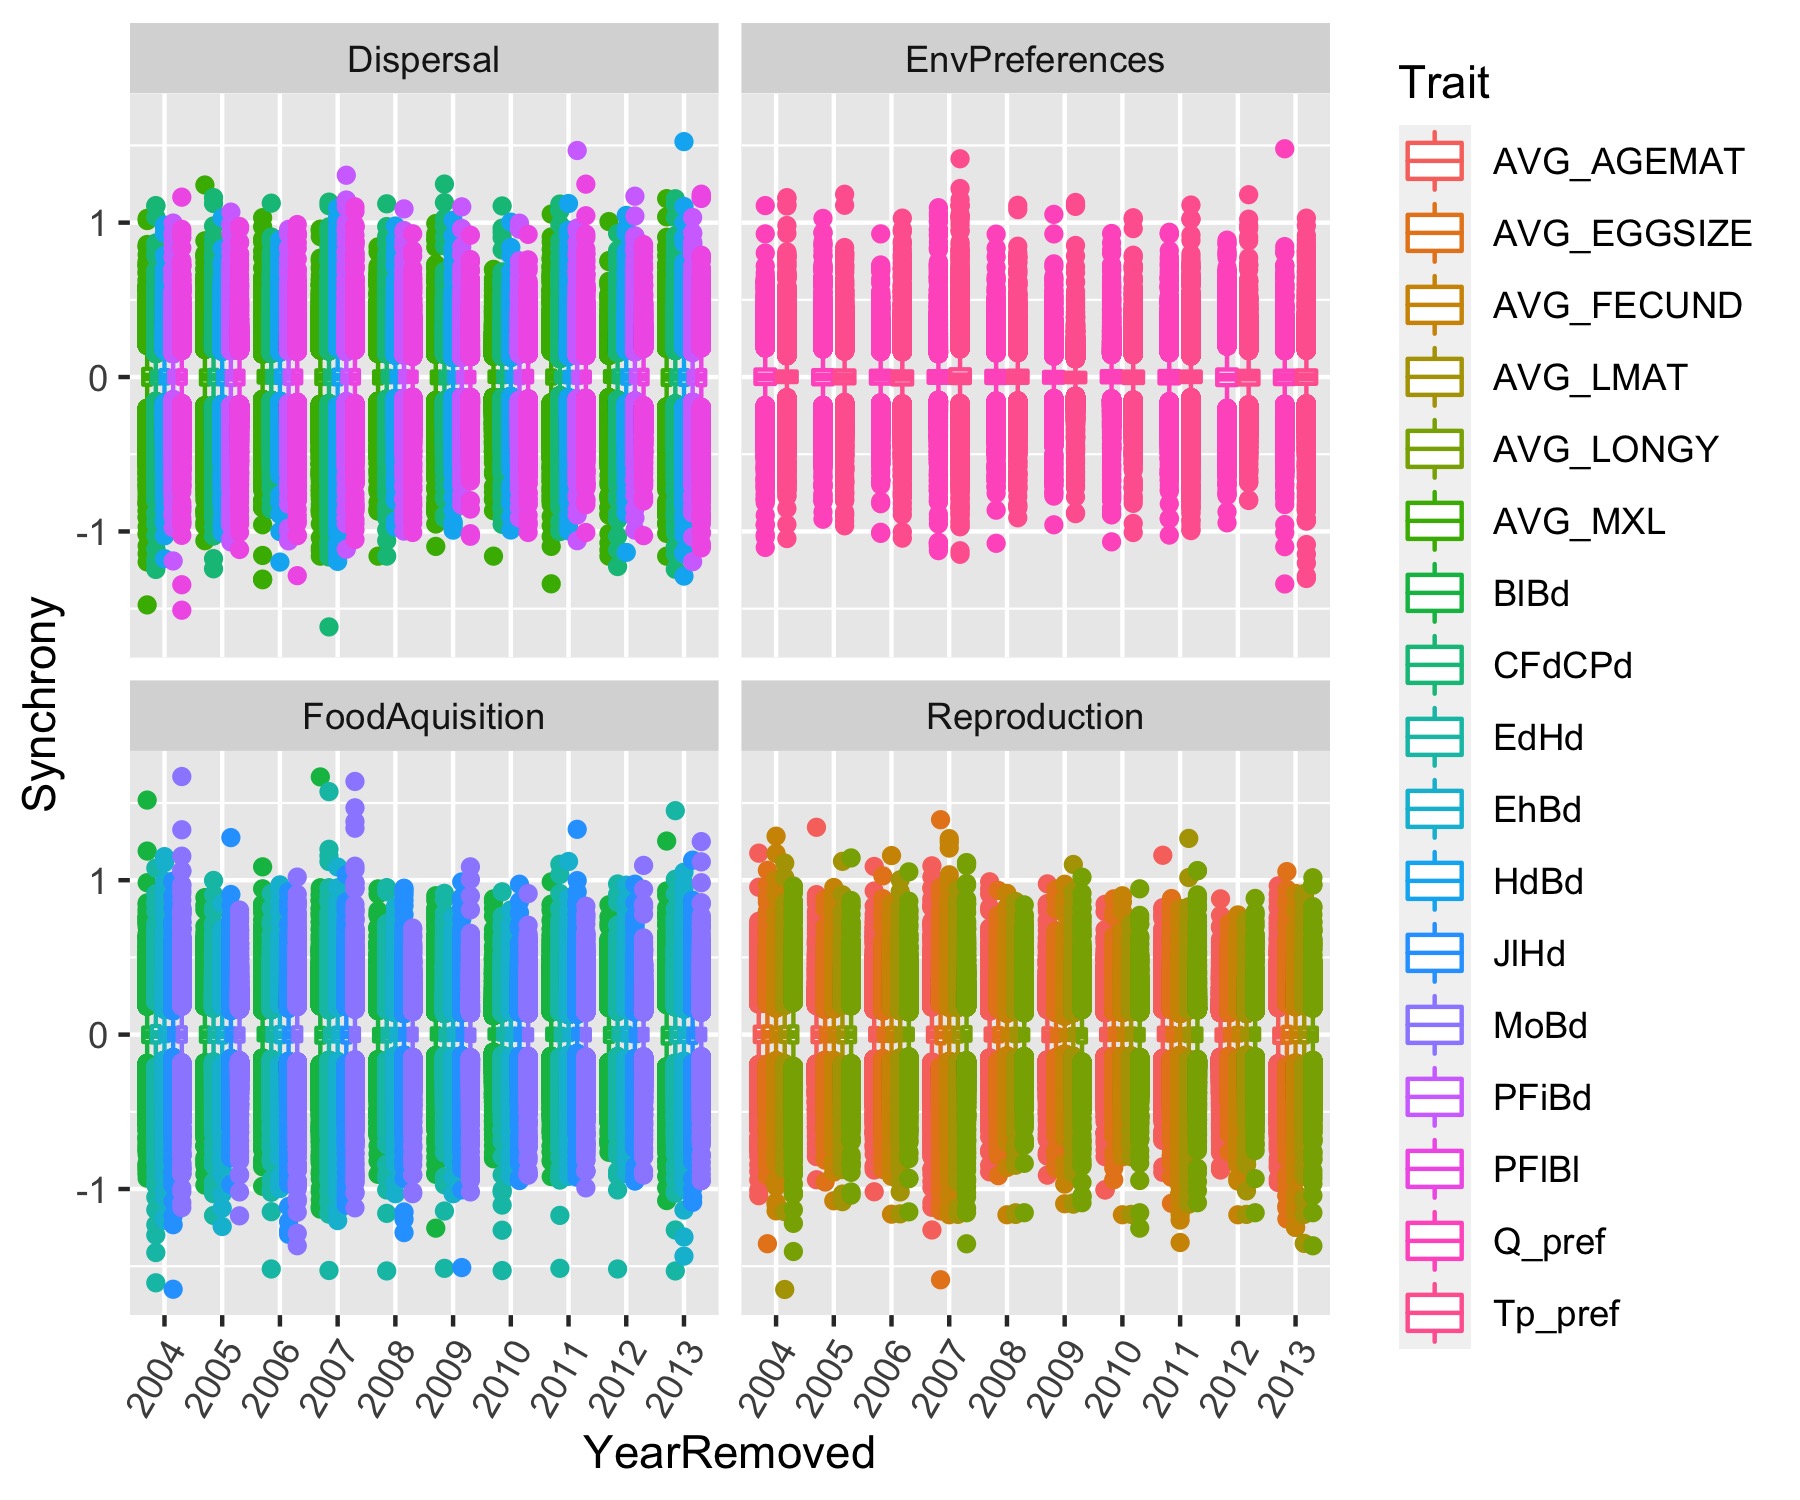 Dispersal
EnvPreferences
1
0
-1
FoodAquisition
Reproduction
1
0
-1
Synchrony
2004
2005
2006
2007
2008
2009
2010
2011
2012
2013
2004
2005
2006
2007
2008
2009
2010
2011
2012
2013
YearRemoved
Trait
AVG_AGEMAT
AVG_EGGSIZE
AVG_FECUND
AVG_LMAT
AVG_LONGY
AVG_MXL
BlBd
CFdCPd
EdHd
EhBd
HdBd
JlHd
MoBd
PFiBd
PFlBl
Q_pref
Tp_pref